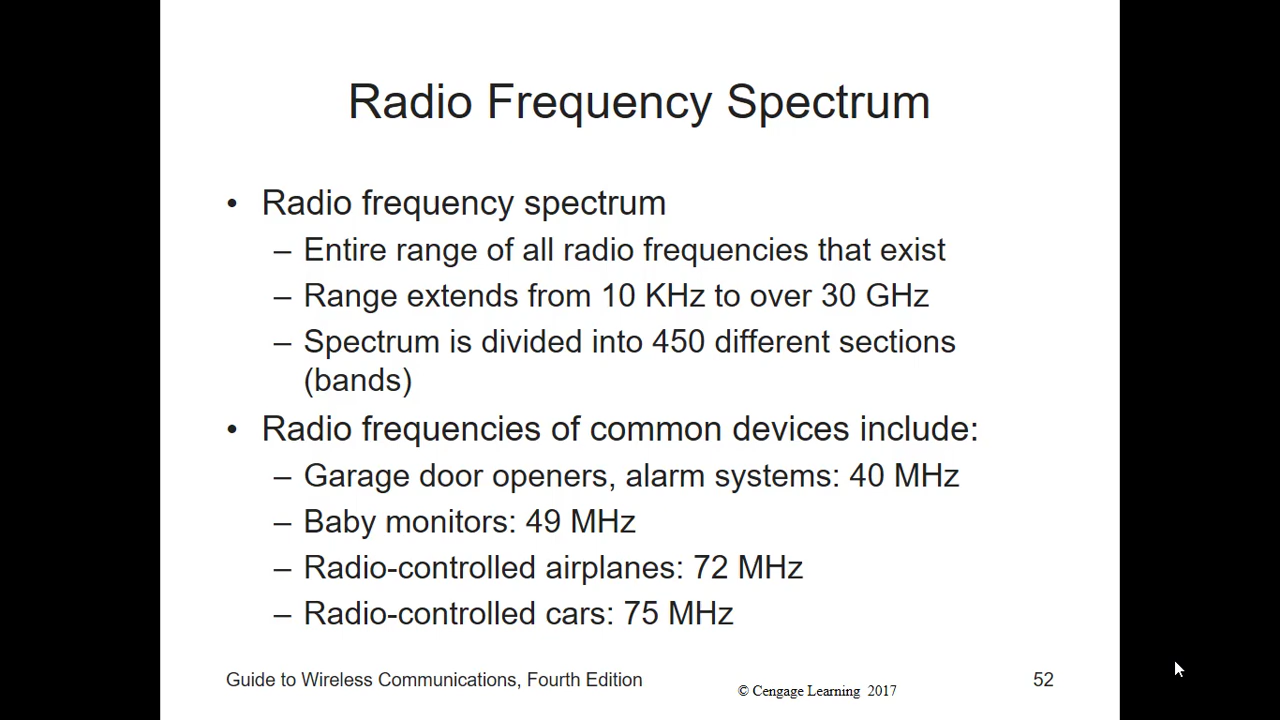 Radio Frequency Spectrum
• Radio frequency spectrum
– Entire range of all radio frequencies that exist
– Range extends from 10 KHz to over 30 GHz
– Spectrum is divided into 450 different sections
(bands)
• Radio frequencies of common devices include:
– Garage door openers, alarm systems: 40 MHz
– Baby monitors: 49 MHz
– Radio-controlled airplanes: 72 MHz
– Radio-controlled cars: 75 MHz
Guide to Wireless Communications, Fourth Edition
© Cengage Learning 2017
52